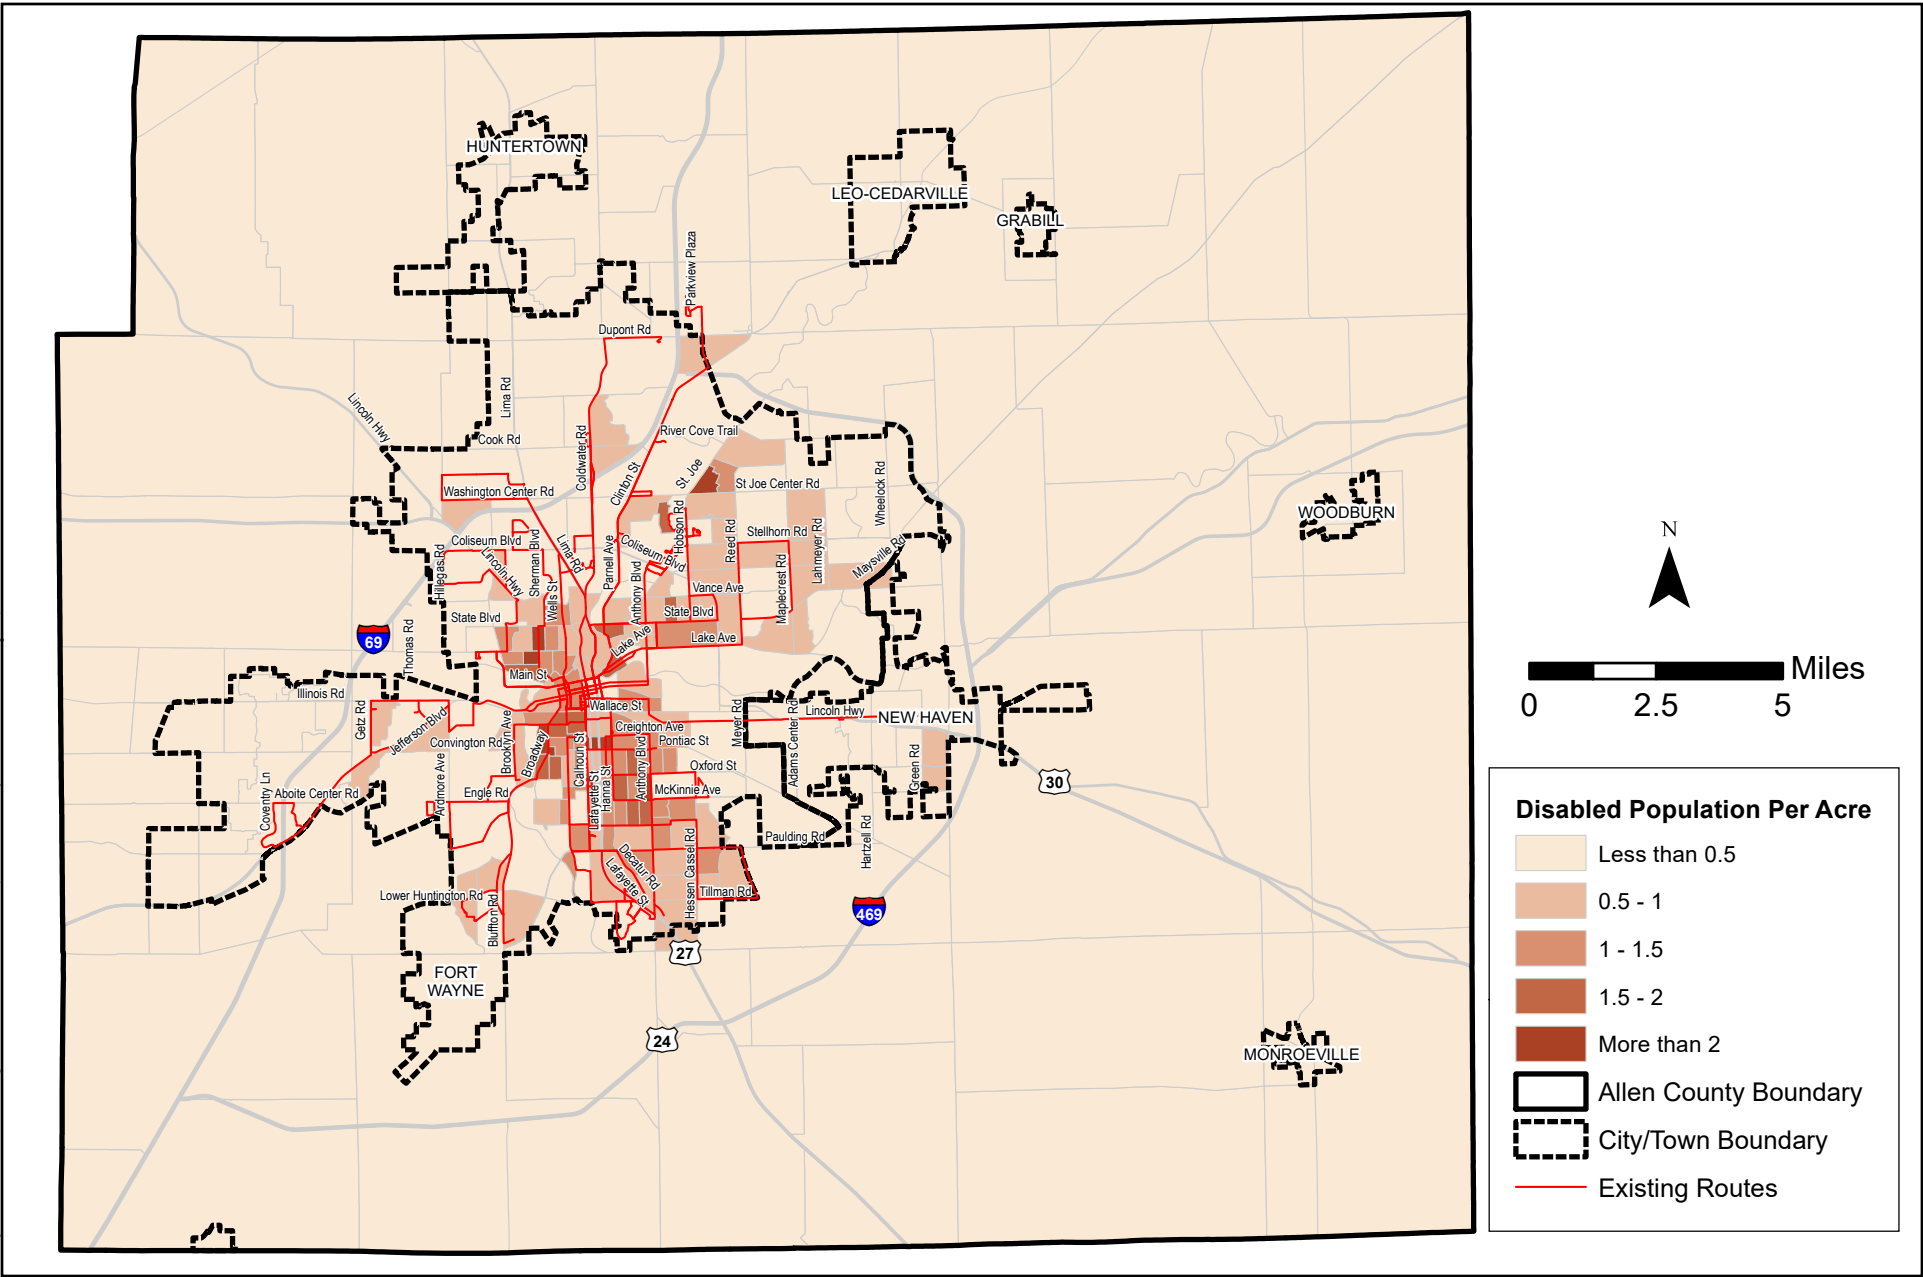 HUNTERTOWN
LEO-CEDARVILLE
GRABILL
Parkview Plaza
Dupont Rd
Lima Rd
Lincoln Hwy
Cook Rd
Coldwater Rd
River Cove Trail
Clinton St
St. Joe
St Joe Center Rd
Wheelock Rd
Washington Center Rd
WOODBURN
Hobson Rd
Reed Rd
Stellhorn Rd
Lahmeyer Rd
Maysville Rd
Coliseum Blvd
Hillegas Rd
Lincoln Hwy
Sherman Blvd
Lima Rd
Parnell Ave
Coliseum Blvd
Anthony Blvd
Vance Ave
Maplecrest Rd
Wells St
State Blvd
State Blvd
Lake Ave
Lake Ave
69
Thomas Rd
Main St
Illinois Rd
Getz Rd
Jefferson Blvd
Convington Rd
Brooklyn Ave
Broadway
Wallace St
Creighton Ave
Pontiac St
Calhoun St
Anthony Blvd
Oxford St
Meyer Rd
Adams Center Rd
Lincoln Hwy
NEW HAVEN
Green Rd
30
Coventry Ln
Aboite Center Rd
Ardmore Ave
Engle Rd
Lafayette St
Hanna St
McKinnie Ave
Paulding Rd
Hartzell Rd
Decatur Rd
Lafayette St
Hessen Cassel Rd
Tillman Rd
Lower Huntington Rd
Bluffton Rd
469
27
FORT
WAYNE
24
MONROEVILLE
N
Miles
0 2.5 5
Disabled Population Per Acre
Less than 0.5
0.5 - 1
1 - 1.5
1.5 - 2
More than 2
Allen County Boundary
City/Town Boundary
Existing Routes